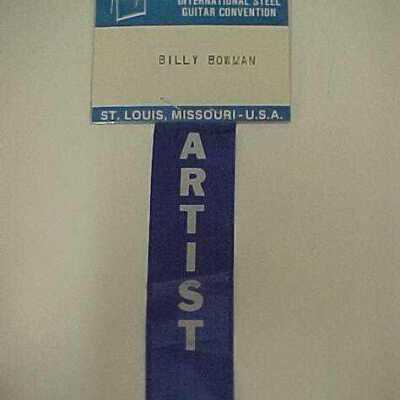 INTERNATIONAL STEEL
GUITAR CONVENTION
BILLY BOWMAN
ST. LOUIS, MISSOURI - U.S.A.
ARTIST